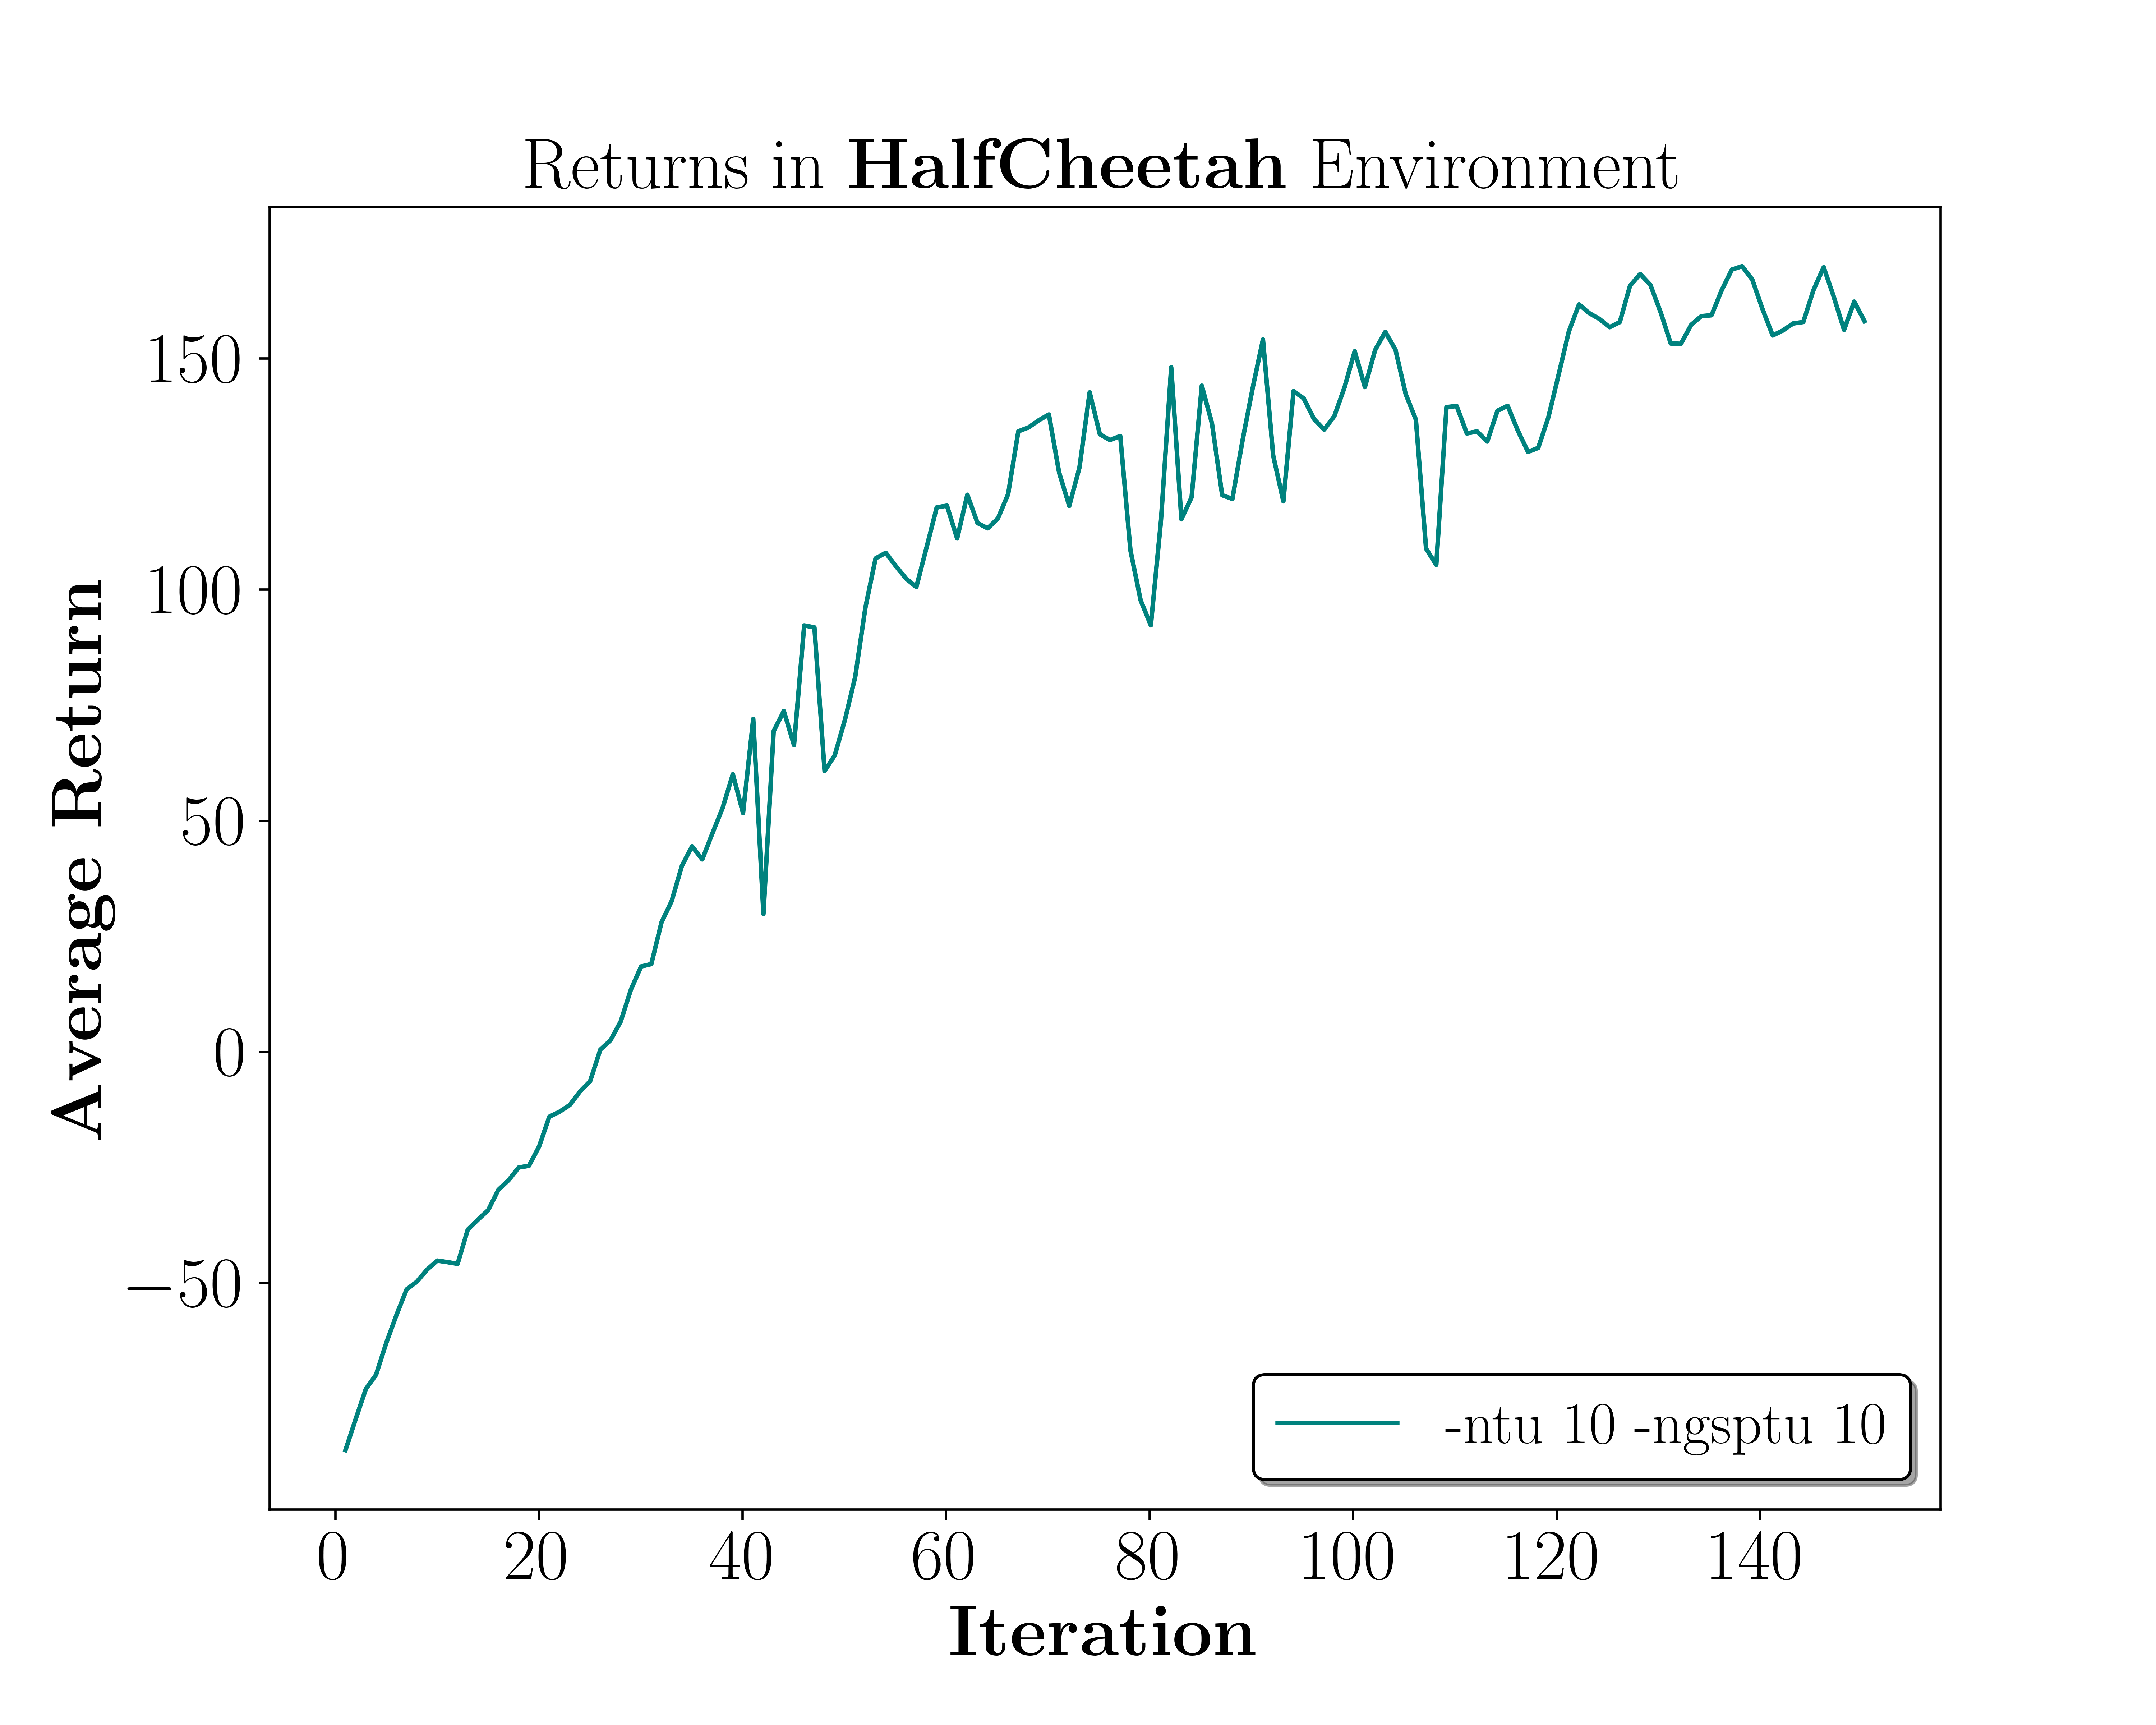 Returns in HalfCheetah Environment
Average Return
150
100
50
0
−50
-ntu 10 -ngsptu 10
0 20 40 60 80 100 120 140
Iteration